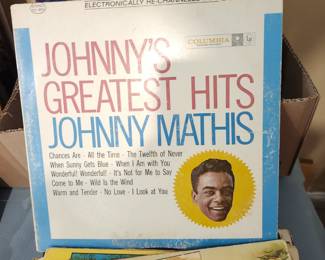 ELECTRONICALLY RE-CHANNELED
COLUMBIA
JOHNNY'S
GREATEST HITS
JOHNNY MATHIS
Chances Are - All the Time - The Twelfth of Never
When Sunny Gets Blue - When I Am with You
Wonderful! Wonderful! - It's Not for Me to Say
Come to Me - Wild Is the Wind
Warm and Tender - No Love - I Look at You